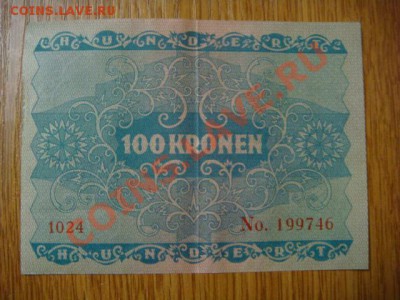 COINS.LAVE.RU
HUNDERT
COINS.LAVE.RU
100 KRONEN
1024 No. 199746
HUNDERT